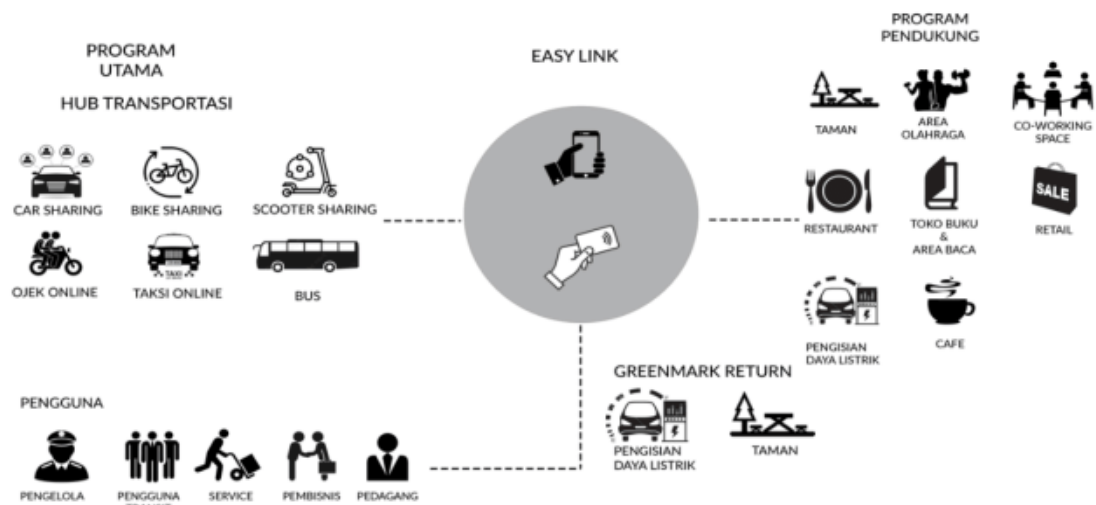 PROGRAM
UTAMA
HUB TRANSPORTASI
CAR SHARING
BIKE SHARING
SCOOTER SHARING
OJEK ONLINE
TAKSI ONLINE
TAXI
BUS
EASY LINK
PROGRAM
PENDUKUNG
TAMAN
AREA
OLAHRAGA
CO-WORKING
SPACE
RESTAURANT
TOKO BUKU
&
AREA BACA
SALE
RETAIL
PENGISIAN
DAYA LISTRIK
CAFE
GREENMARK RETURN
PENGISIAN
DAYA LISTRIK
TAMAN
PENGGUNA
PENGELOLA
PENGGUNA
SERVICE
PEMBISNIS
PEDAGANG